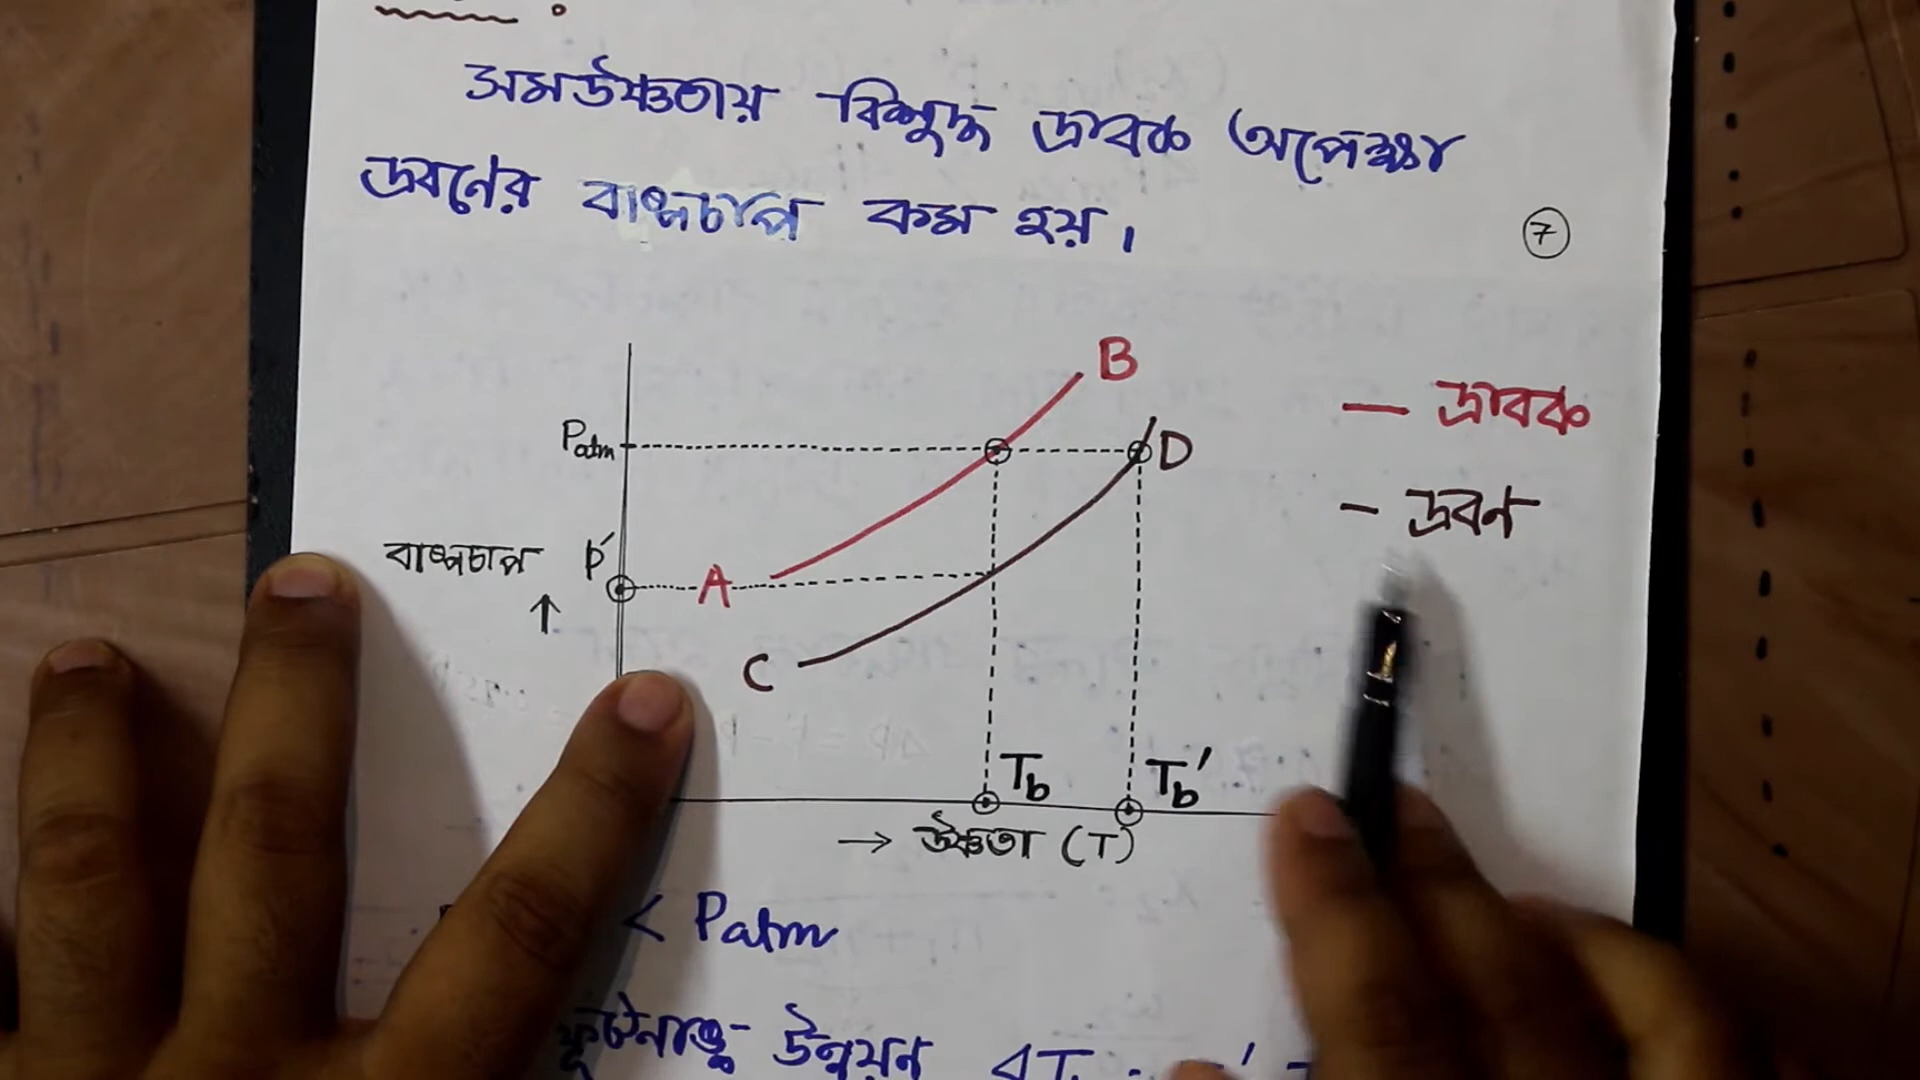 সমউষ্ণতায় বিশুদ্ধ দ্রাবক অপেক্ষা
দ্রবণের বাষ্পচাপ কম হয়।
7
B
— দ্রাবক
Patm
D
— দ্রবণ
বাষ্পচাপ ↑
P′
A
C
Tb
Tb′
→ উষ্ণতা (T)
< Patm
স্ফুটনাঙ্ক উন্নয়ন